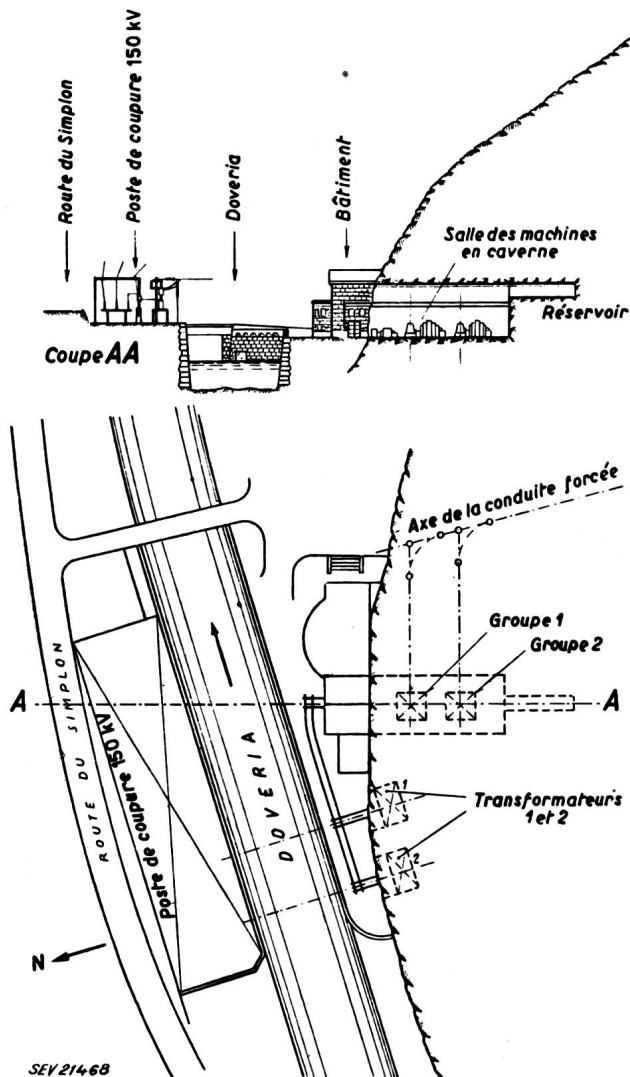 Route du Simplon
Poste de coupure 150 kV
Doveria
Bâtiment
Salle des machines
en caverne
Réservoir
Coupe AA
Axe de la conduite forcée
Groupe 1
Groupe 2
A
A
ROUTE DU SIMPLON
Poste de coupure 150 kV
DOVERIA
1
3
2
3
Transformateurs
1 et 2
N
SEV 21468